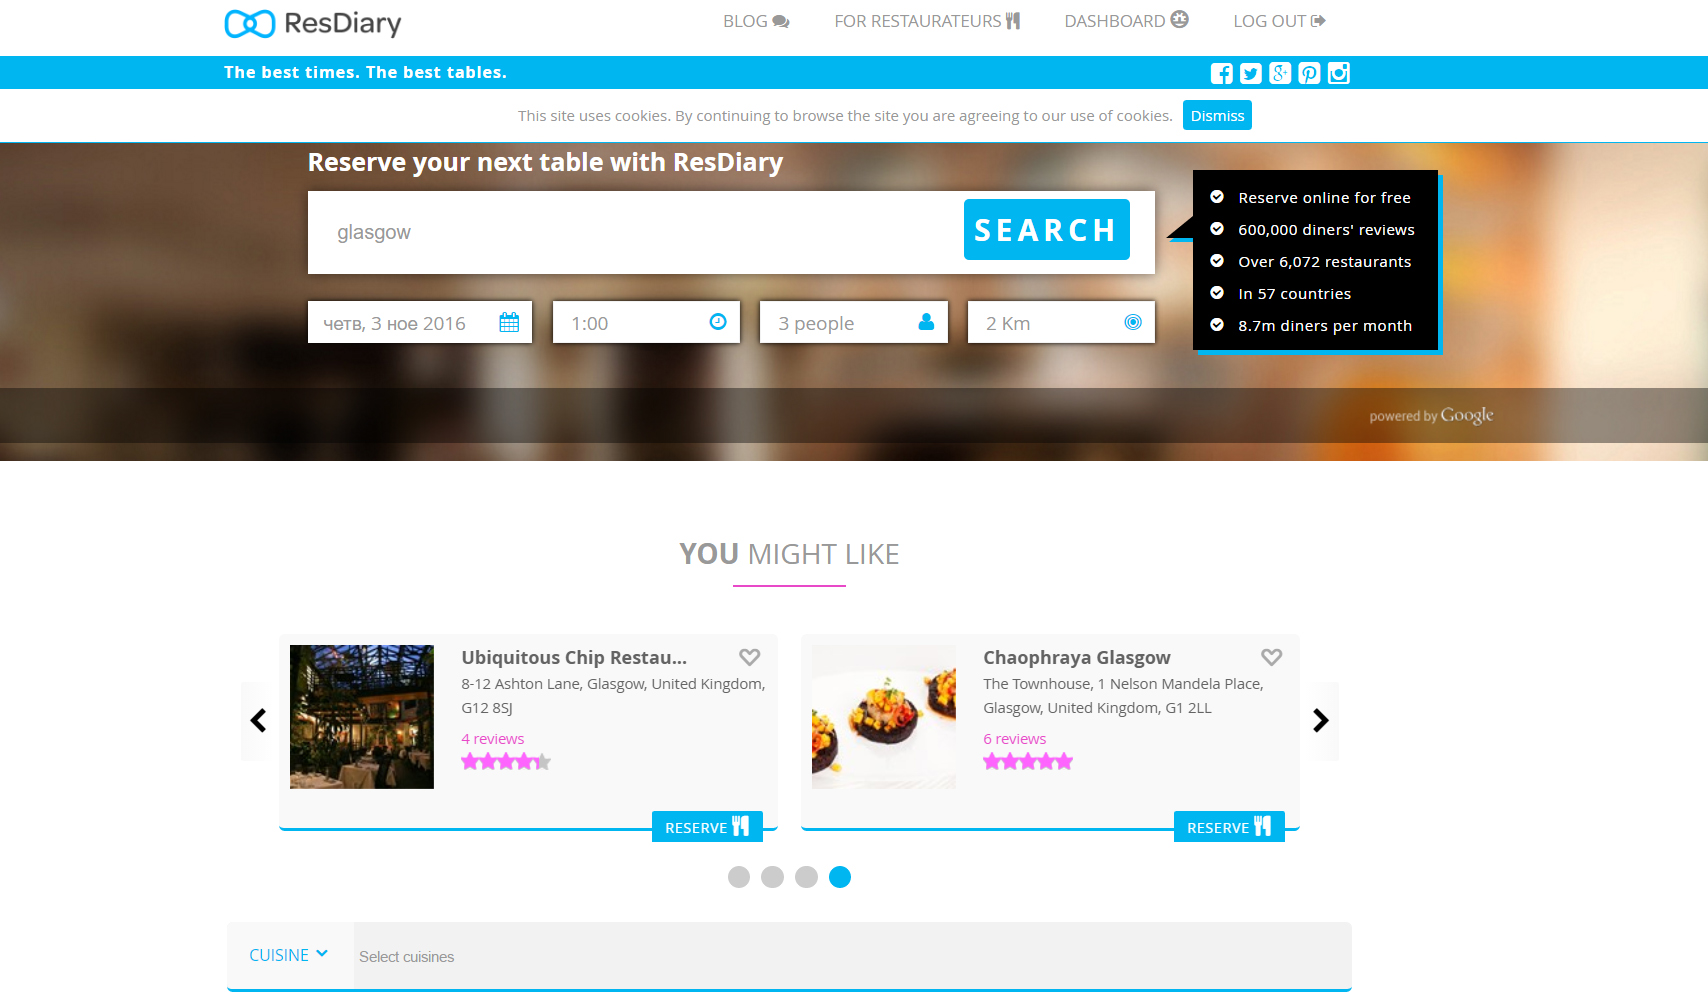 ResDiary
BLOG
FOR RESTAURATEURS
DASHBOARD
LOG OUT
The best times. The best tables.
This site uses cookies. By continuing to browse the site you are agreeing to our use of cookies.
Dismiss
Reserve your next table with ResDiary
glasgow
SEARCH
четв, 3 ное 2016
1:00
3 people
2 Km
Reserve online for free
600,000 diners' reviews
Over 6,072 restaurants
In 57 countries
8.7m diners per month
powered by Google
YOU MIGHT LIKE
Ubiquitous Chip Restau...
8-12 Ashton Lane, Glasgow, United Kingdom,
G12 8SJ
4 reviews
RESERVE
Chaophraya Glasgow
The Townhouse, 1 Nelson Mandela Place,
Glasgow, United Kingdom, G1 2LL
6 reviews
RESERVE
CUISINE
Select cuisines